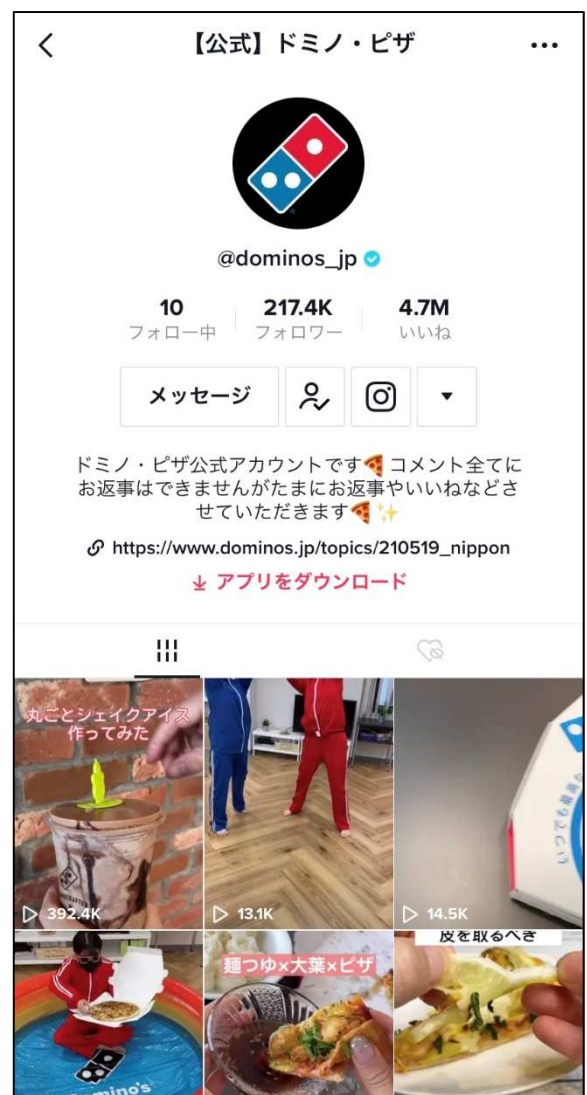 【公式】ドミノ・ピザ
@dominos_jp
10
フォロー中
217.4K
フォロワー
4.7M
いいね
メッセージ
ドミノ・ピザ公式アカウントです🍕 コメント全てに
お返事はできませんがたまにお返事やいいねなどさ
せていただきます🍕✨
https://www.dominos.jp/topics/210519_nippon
アプリをダウンロード
丸ごとシェイクアイス
作ってみた
392.4K
13.1K
いつでも最高
14.5K
Domino's
麺つゆ×大葉×ピザ
皮を取るべき